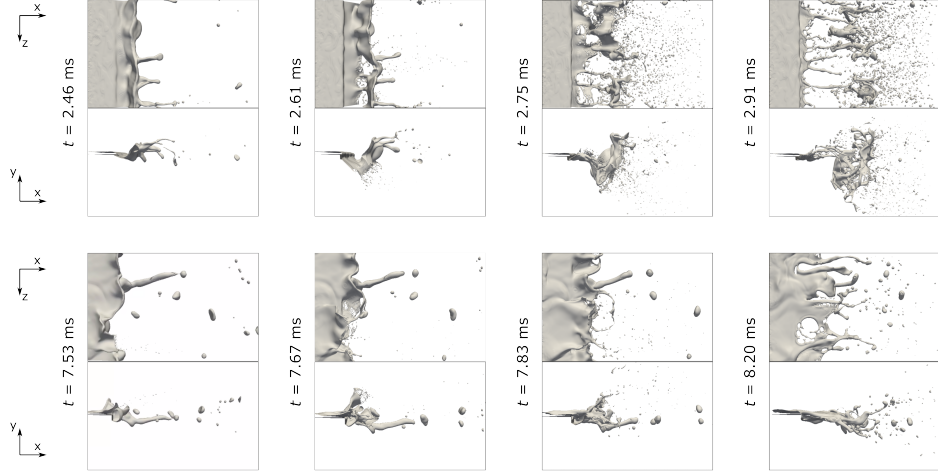 x
z
t = 2.46 ms
t = 2.61 ms
t = 2.75 ms
t = 2.91 ms
y
x
x
z
t = 7.53 ms
t = 7.67 ms
t = 7.83 ms
t = 8.20 ms
y
x